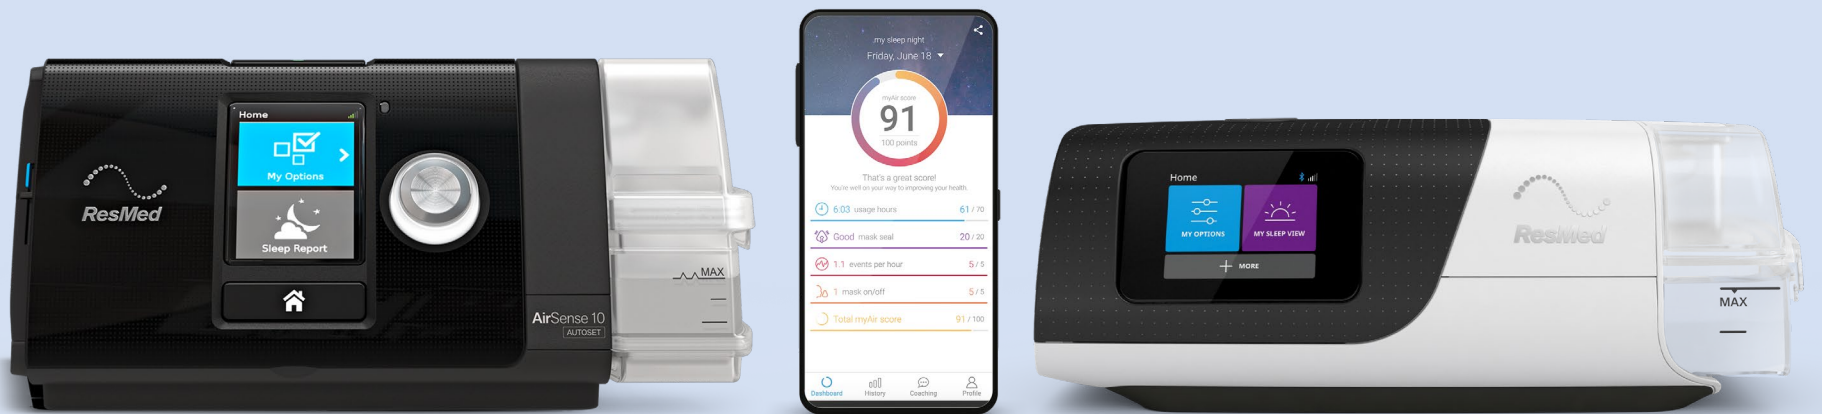 ResMed
Home
My Options
Sleep Report
MAX
AirSense 10
AUTOSET
my sleep night
Friday, June 18
myAir score
91
100 points
That's a great score!
You're well on your way to improving your health.
6.03 usage hours 61 / 70
Good mask seal 20 / 20
1.1 events per hour 5 / 5
1 mask on/off 5 / 5
Total myAir score 91 / 100
Dashboard History Coaching Profile
Home
MY OPTIONS MY SLEEP VIEW
MORE
ResMed
MAX